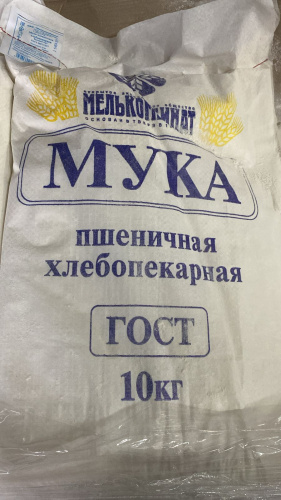 МЕЛЬКОМБИНАТ
МУКА
пшеничная
хлебопекарная
ГОСТ
10кг